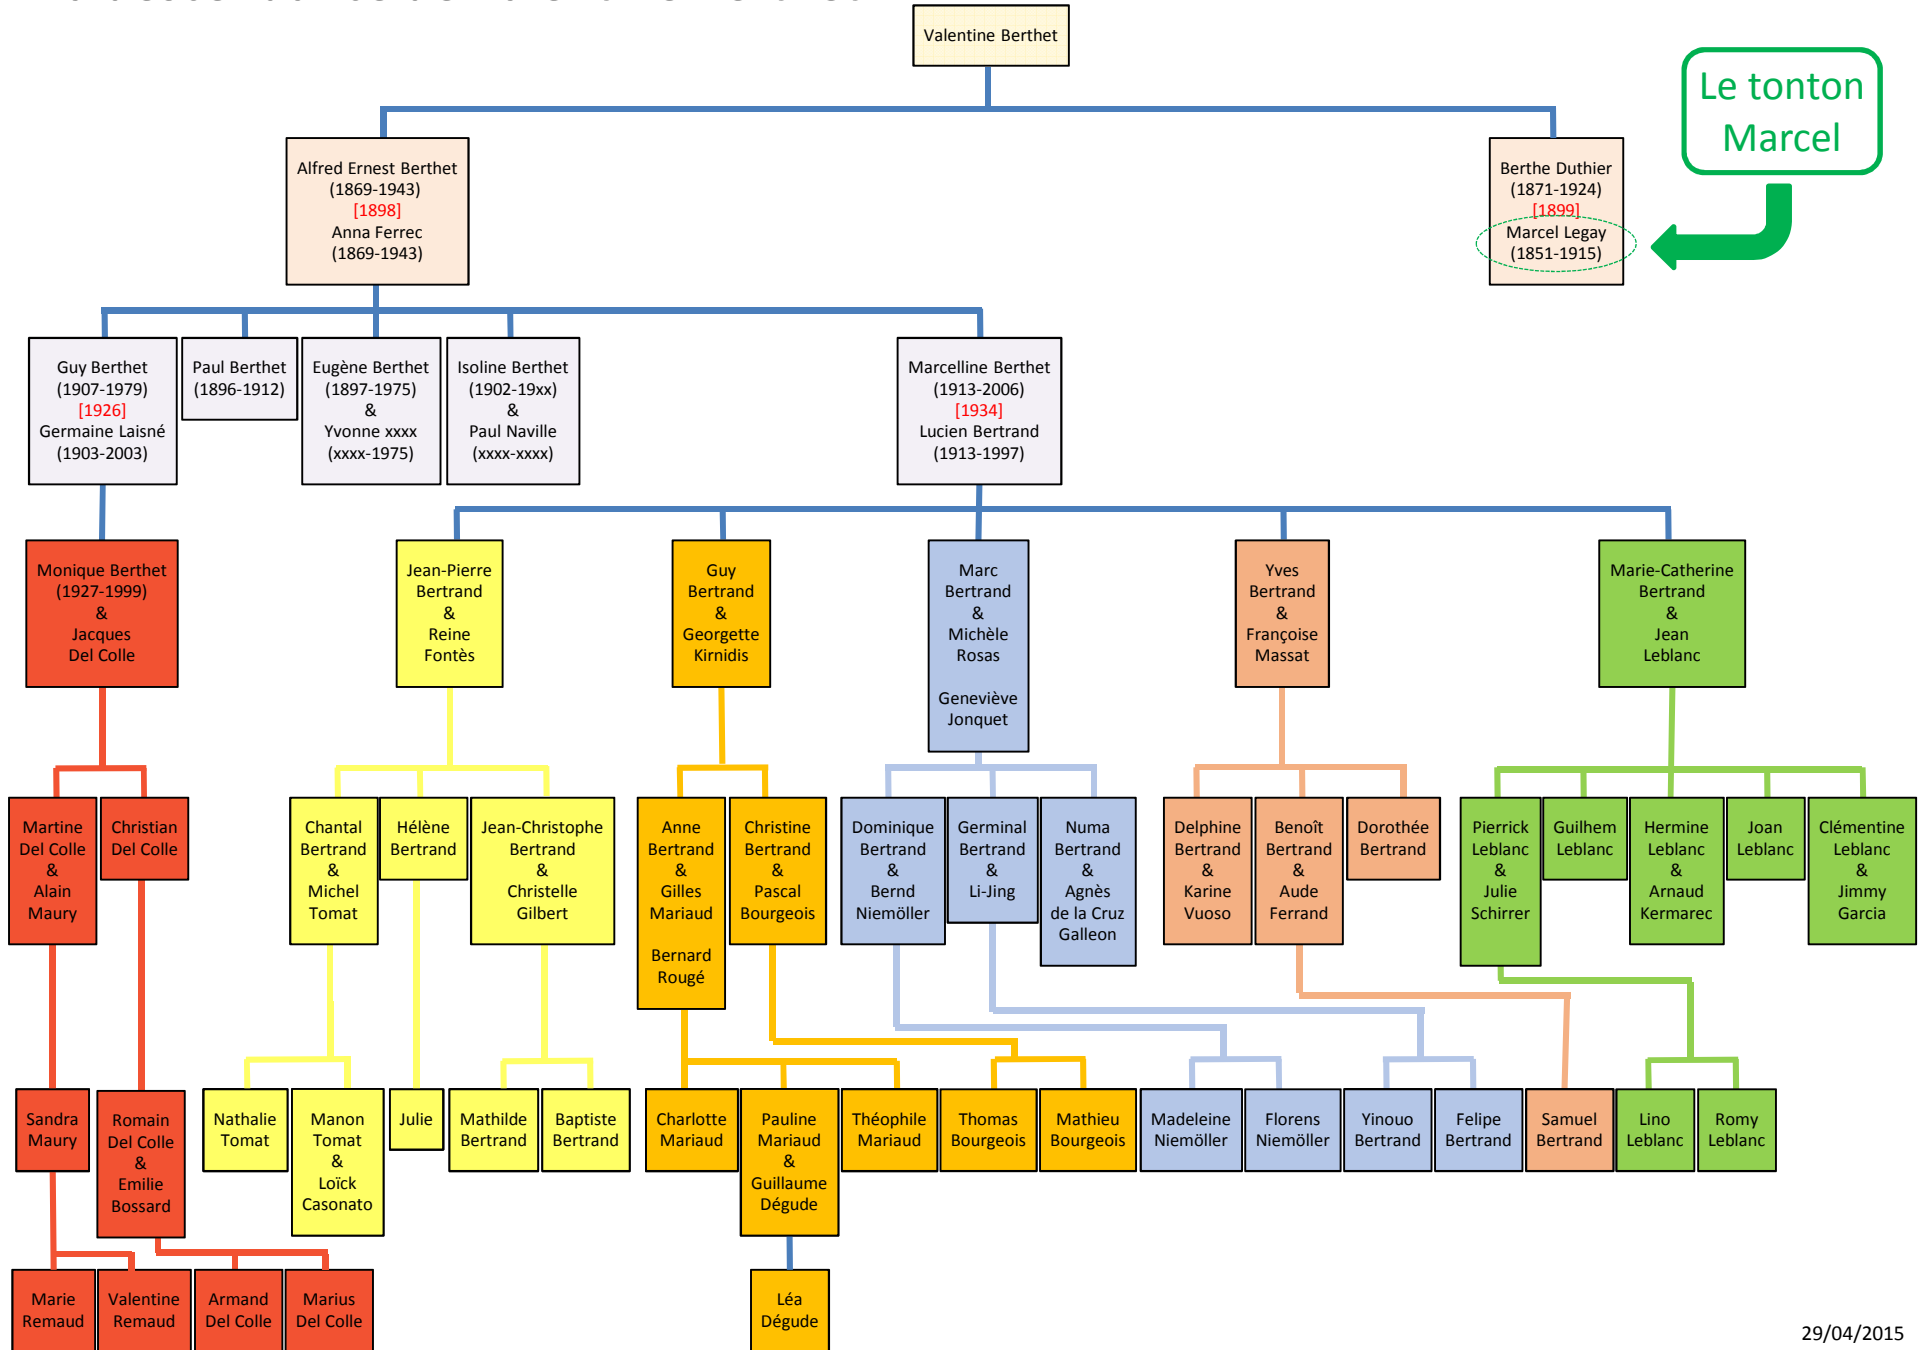 Valentine Berthet
Le tonton
Marcel
Alfred Ernest Berthet
(1869-1943)
[1898]
Anna Ferrec
(1869-1943)
Berthe Duthier
(1871-1924)
[1899]
Marcel Legay
(1851-1915)
Guy Berthet
(1907-1979)
[1926]
Germaine Laisné
(1903-2003)
Paul Berthet
(1896-1912)
Eugène Berthet
(1897-1975)
&
Yvonne xxxx
(xxxx-1975)
Isoline Berthet
(1902-19xx)
&
Paul Naville
(xxxx-xxxx)
Marcelline Berthet
(1913-2006)
[1934]
Lucien Bertrand
(1913-1997)
Monique Berthet
(1927-1999)
&
Jacques
Del Colle
Jean-Pierre
Bertrand
&
Reine
Fontès
Guy
Bertrand
&
Georgette
Kirnidis
Marc
Bertrand
&
Michèle
Rosas
Geneviève
Jonquet
Yves
Bertrand
&
Françoise
Massat
Marie-Catherine
Bertrand
&
Jean
Leblanc
Martine
Del Colle
&
Alain
Maury
Christian
Del Colle
Chantal
Bertrand
&
Michel
Tomat
Hélène
Bertrand
Jean-Christophe
Bertrand
&
Christelle
Gilbert
Anne
Bertrand
&
Gilles
Mariaud
Bernard
Rougé
Christine
Bertrand
&
Pascal
Bourgeois
Dominique
Bertrand
&
Bernd
Niemöller
Germinal
Bertrand
&
Li-Jing
Numa
Bertrand
&
Agnès
de la Cruz
Galleon
Delphine
Bertrand
&
Karine
Vuoso
Benoît
Bertrand
&
Aude
Ferrand
Dorothée
Bertrand
Pierrick
Leblanc
&
Julie
Schirrer
Guilhem
Leblanc
Hermine
Leblanc
&
Arnaud
Kermarec
Joan
Leblanc
Clémentine
Leblanc
&
Jimmy
Garcia
Sandra
Maury
Romain
Del Colle
&
Emilie
Bossard
Nathalie
Tomat
Manon
Tomat
&
Loïck
Casonato
Julie
Mathilde
Bertrand
Baptiste
Bertrand
Charlotte
Mariaud
Pauline
Mariaud
&
Guillaume
Dégude
Théophile
Mariaud
Thomas
Bourgeois
Mathieu
Bourgeois
Madeleine
Niemöller
Florens
Niemöller
Yinouo
Bertrand
Felipe
Bertrand
Samuel
Bertrand
Lino
Leblanc
Romy
Leblanc
Marie
Remaud
Valentine
Remaud
Armand
Del Colle
Marius
Del Colle
Léa
Dégude
29/04/2015